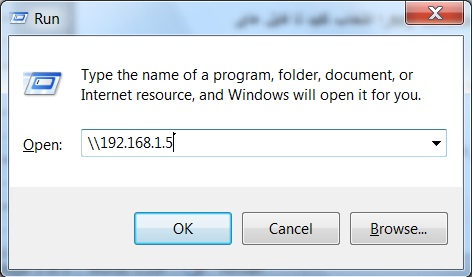 Run
Type the name of a program, folder, document, or
Internet resource, and Windows will open it for you.
Open:
\\192.168.1.5
OK
Cancel
Browse...